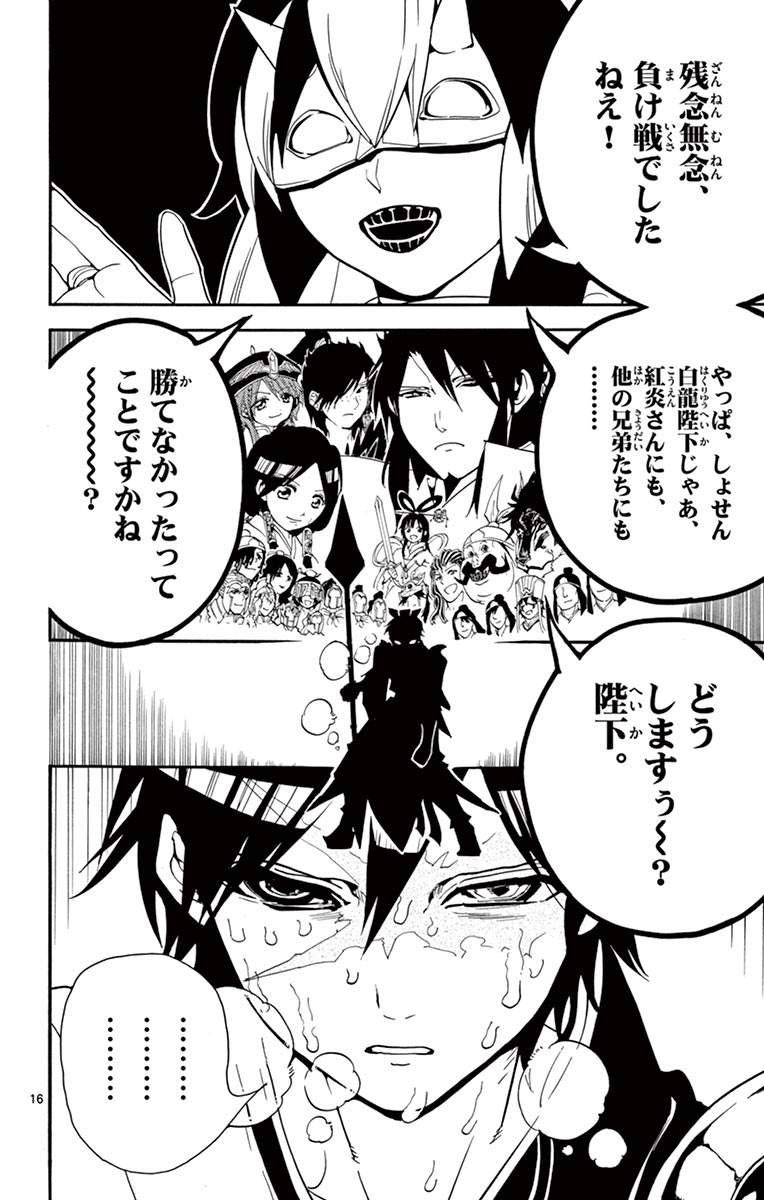 残念無念、
負け戦でした
ねえ！
やっぱ、しょせん
白龍陛下じゃあ、
紅炎さんにも、
他の兄弟たちにも
………
勝てなかったって
ことですかね
〜〜〜〜？
どう
しますぅ〜？
陛下。
………
………
16